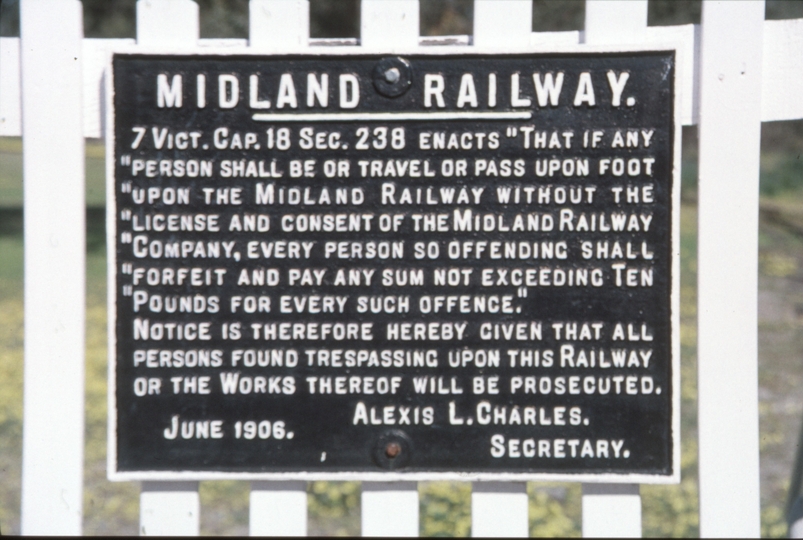 MIDLAND RAILWAY.
7 VICT. CAP. 18 SEC. 238 ENACTS "THAT IF ANY
"PERSON SHALL BE OR TRAVEL OR PASS UPON FOOT
"UPON THE MIDLAND RAILWAY WITHOUT THE
"LICENSE AND CONSENT OF THE MIDLAND RAILWAY
"COMPANY, EVERY PERSON SO OFFENDING SHALL
"FORFEIT AND PAY ANY SUM NOT EXCEEDING TEN
"POUNDS FOR EVERY SUCH OFFENCE."
NOTICE IS THEREFORE HEREBY GIVEN THAT ALL
PERSONS FOUND TRESPASSING UPON THIS RAILWAY
OR THE WORKS THEREOF WILL BE PROSECUTED.
ALEXIS L. CHARLES.
JUNE 1906.
SECRETARY.